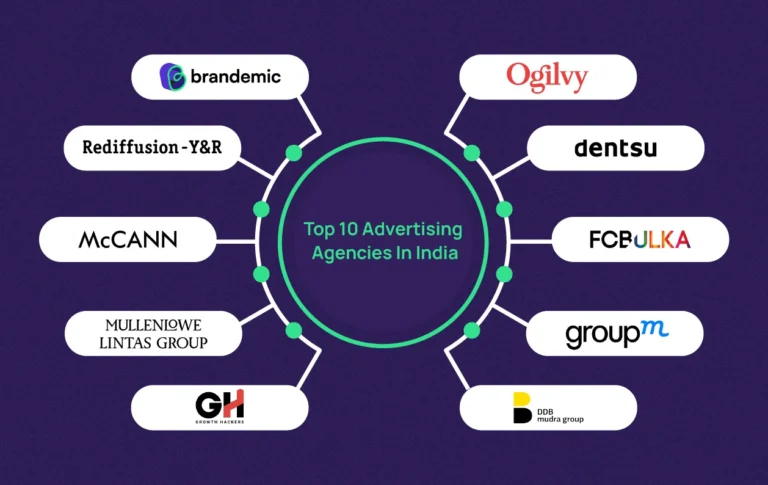 brandemic
Rediffusion-Y&R
McCANN
MULLENLOWE
LINTAS GROUP
GH
GROWTH HACKERS
Top 10 Advertising
Agencies In India
Ogilvy
dentsu
FCBULKA
groupm
DDB
mudra group